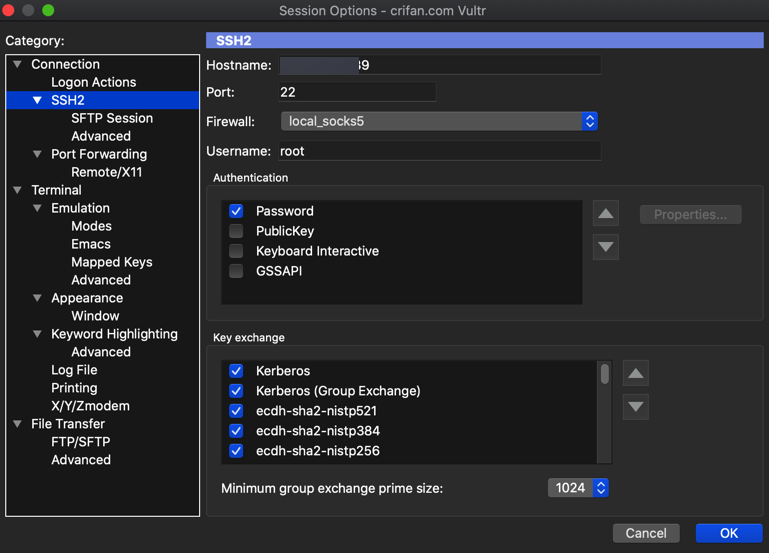 Session Options - crifan.com Vultr
Category:
Connection
Logon Actions
SSH2
SFTP Session
Advanced
Port Forwarding
Remote/X11
Terminal
Emulation
Modes
Emacs
Mapped Keys
Advanced
Appearance
Window
Keyword Highlighting
Advanced
Log File
Printing
X/Y/Zmodem
File Transfer
FTP/SFTP
Advanced
SSH2
Hostname:
Port: 22
Firewall: local_socks5
Username: root
Authentication
Password
PublicKey
Keyboard Interactive
GSSAPI
Properties...
Key exchange
Kerberos
Kerberos (Group Exchange)
ecdh-sha2-nistp521
ecdh-sha2-nistp384
ecdh-sha2-nistp256
Minimum group exchange prime size: 1024
Cancel
OK